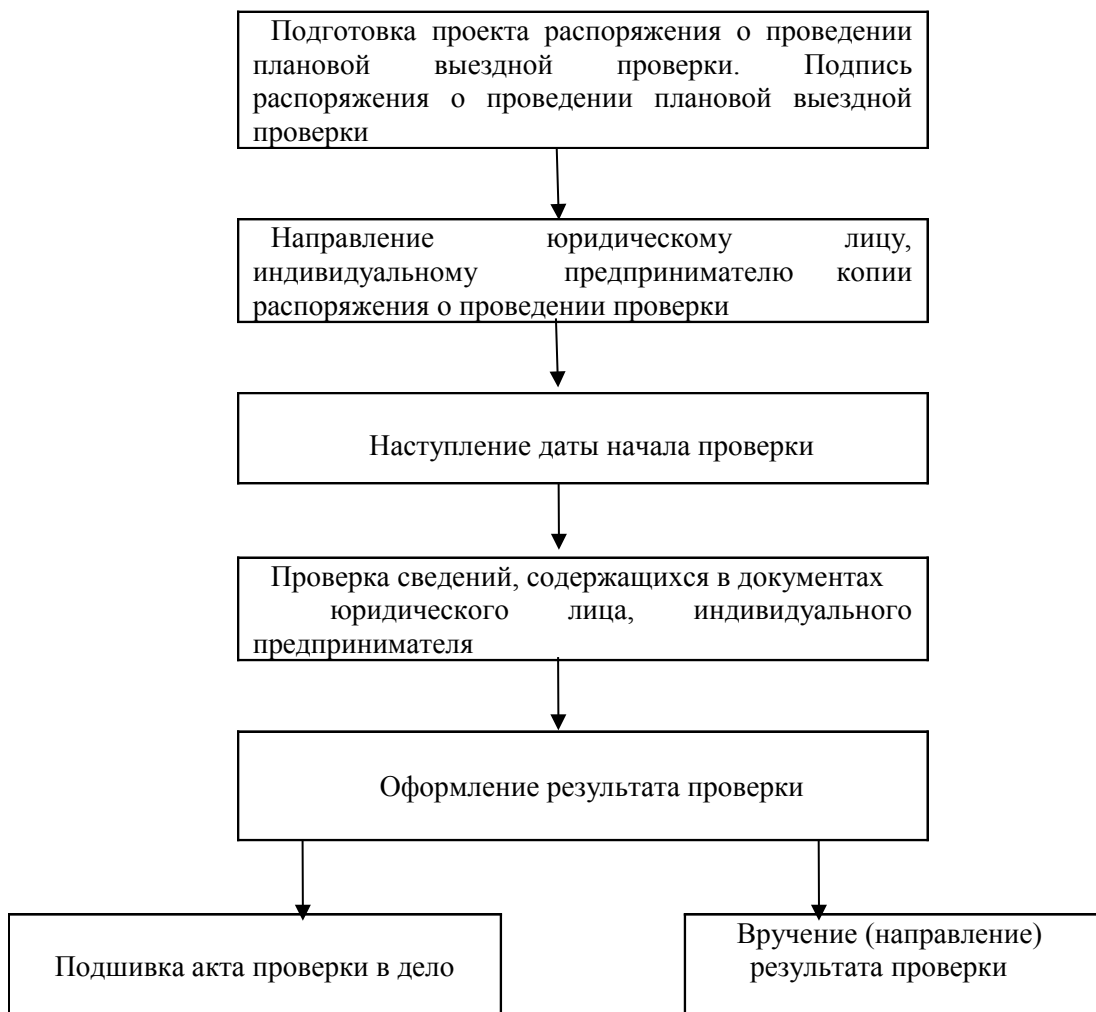 Подготовка проекта распоряжения о проведении
плановой выездной проверки. Подпись
распоряжения о проведении плановой выездной
проверки
Направление юридическому лицу,
индивидуальному предпринимателю копии
распоряжения о проведении проверки
Наступление даты начала проверки
Проверка сведений, содержащихся в документах
юридического лица, индивидуального
предпринимателя
Оформление результата проверки
Подшивка акта проверки в дело
Вручение (направление)
результата проверки